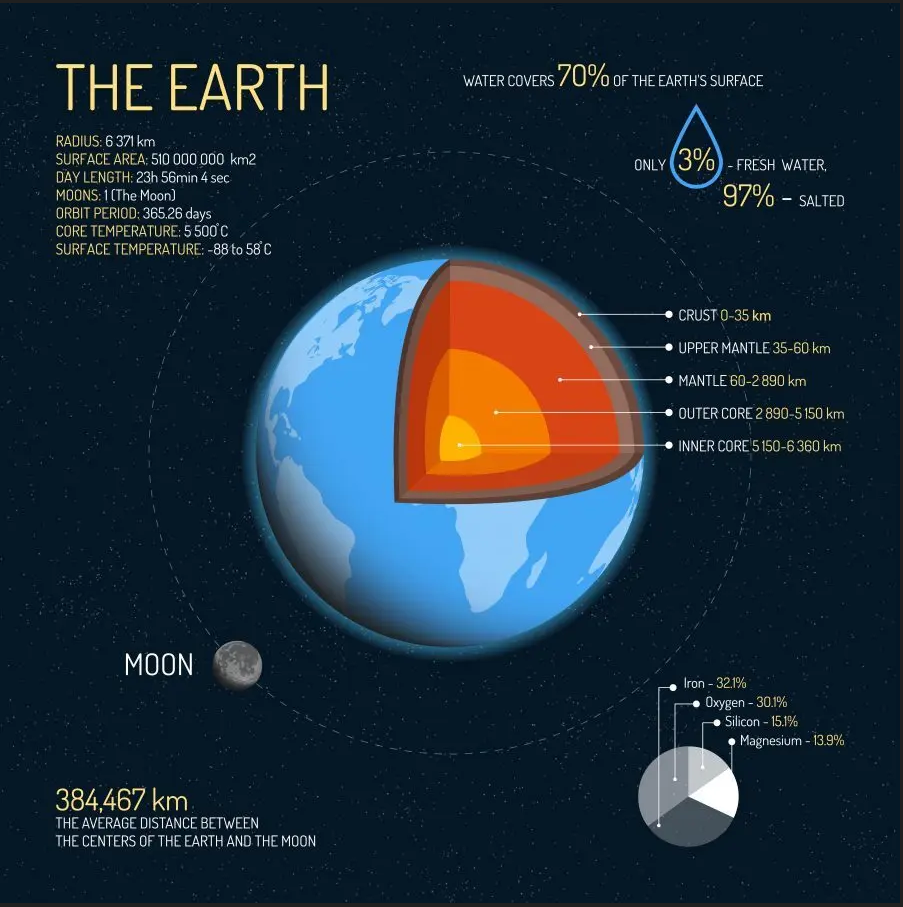 THE EARTH
RADIUS: 6 371 km
SURFACE AREA: 510 000 000 km2
DAY LENGTH: 23h 56min 4 sec
MOONS: 1 (The Moon)
ORBIT PERIOD: 365.26 days
CORE TEMPERATURE: 5 500°C
SURFACE TEMPERATURE: -88 to 58°C
WATER COVERS 70% OF THE EARTH'S SURFACE
ONLY 3% - FRESH WATER,
97% - SALTED
CRUST 0-35 km
UPPER MANTLE 35-60 km
MANTLE 60-2 890 km
OUTER CORE 2 890-5 150 km
INNER CORE 5 150-6 360 km
MOON
Iron - 32.1%
Oxygen - 30.1%
Silicon - 15.1%
Magnesium - 13.9%
384,467 km
THE AVERAGE DISTANCE BETWEEN
THE CENTERS OF THE EARTH AND THE MOON